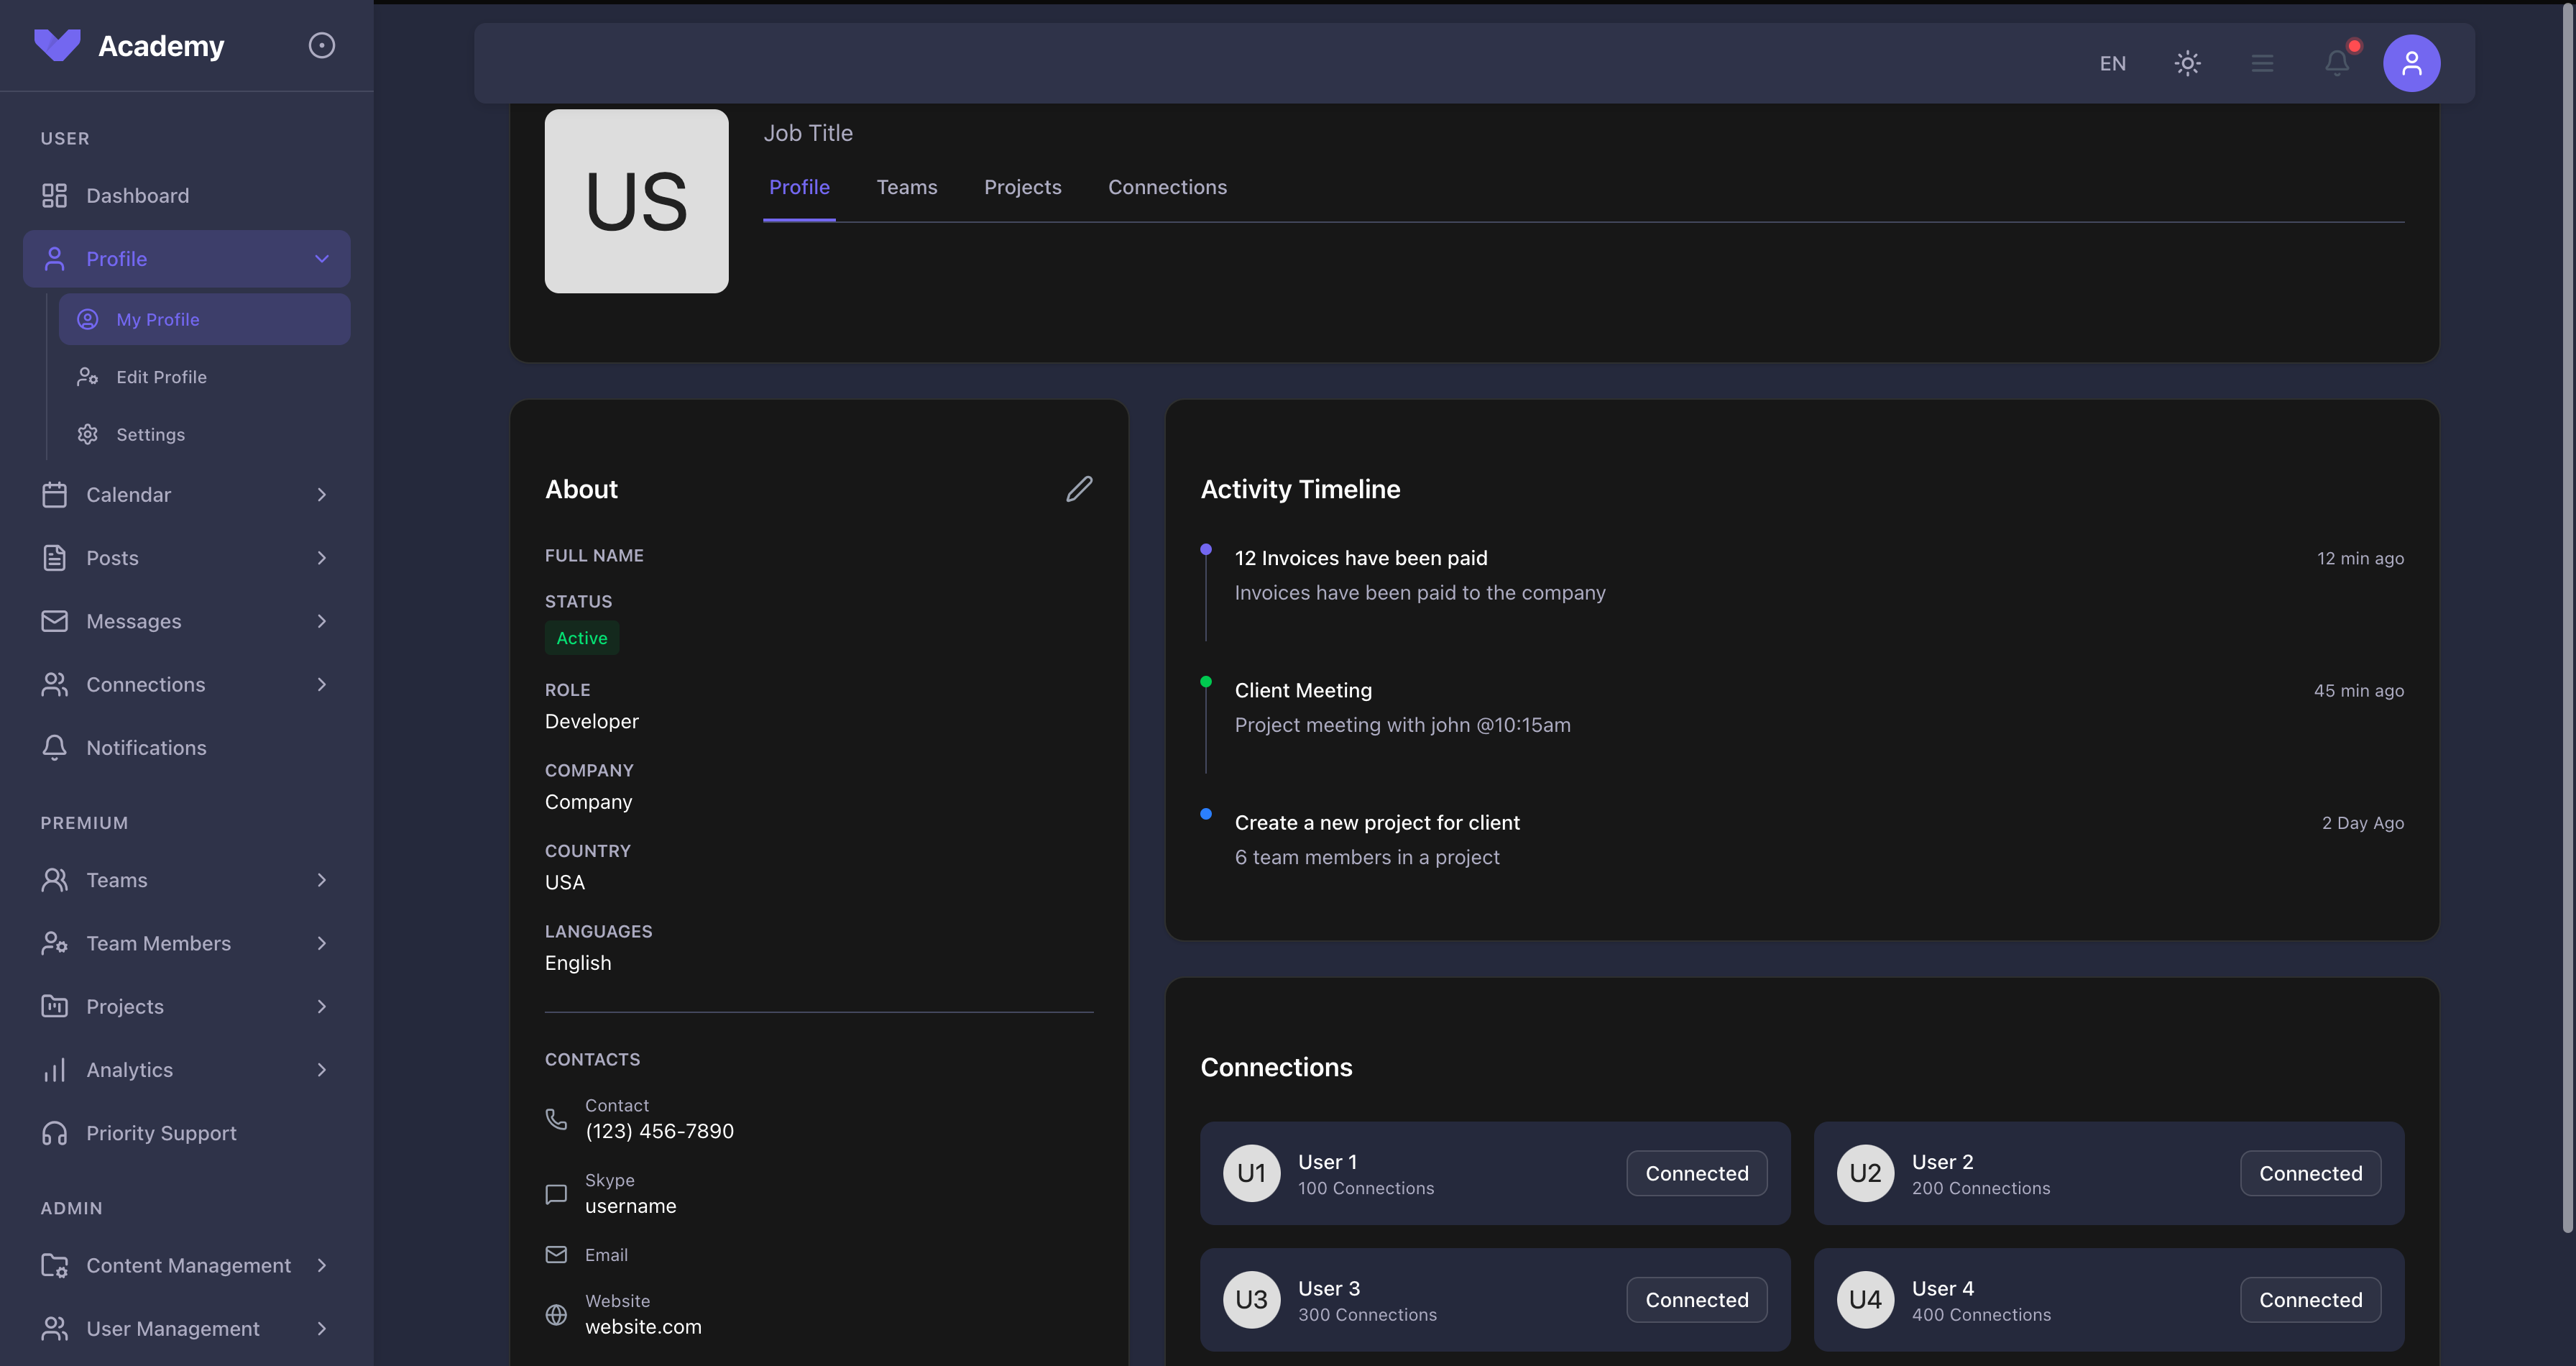 Academy
USER
Dashboard
Profile
My Profile
Edit Profile
Settings
Calendar
Posts
Messages
Connections
Notifications
PREMIUM
Teams
Team Members
Projects
Analytics
Priority Support
ADMIN
Content Management
User Management
EN
US
Job Title
Profile
Teams
Projects
Connections
About
FULL NAME
STATUS
Active
ROLE
Developer
COMPANY
Company
COUNTRY
USA
LANGUAGES
English
CONTACTS
Contact
(123) 456-7890
Skype
username
Email
Website
website.com
Activity Timeline
12 Invoices have been paid
12 min ago
Invoices have been paid to the company
Client Meeting
45 min ago
Project meeting with john @10:15am
Create a new project for client
2 Day Ago
6 team members in a project
Connections
U1
User 1
100 Connections
Connected
U2
User 2
200 Connections
Connected
U3
User 3
300 Connections
Connected
U4
User 4
400 Connections
Connected